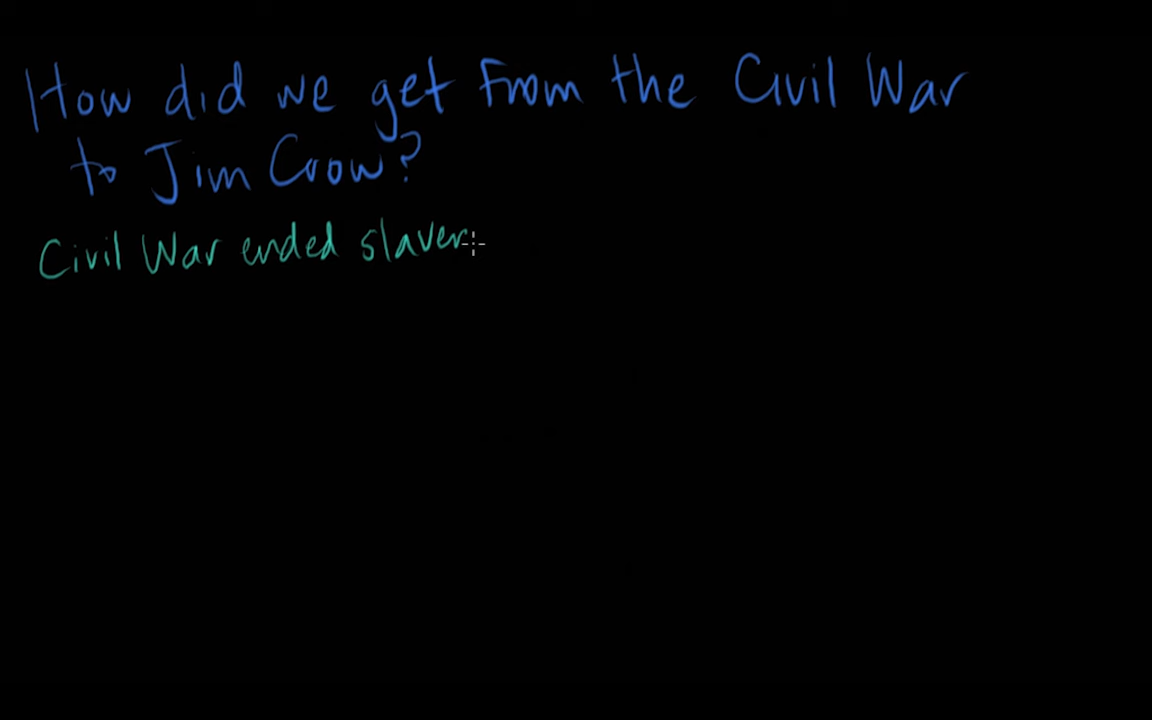 How did we get from the Civil War
to Jim Crow?
Civil War ended slaver